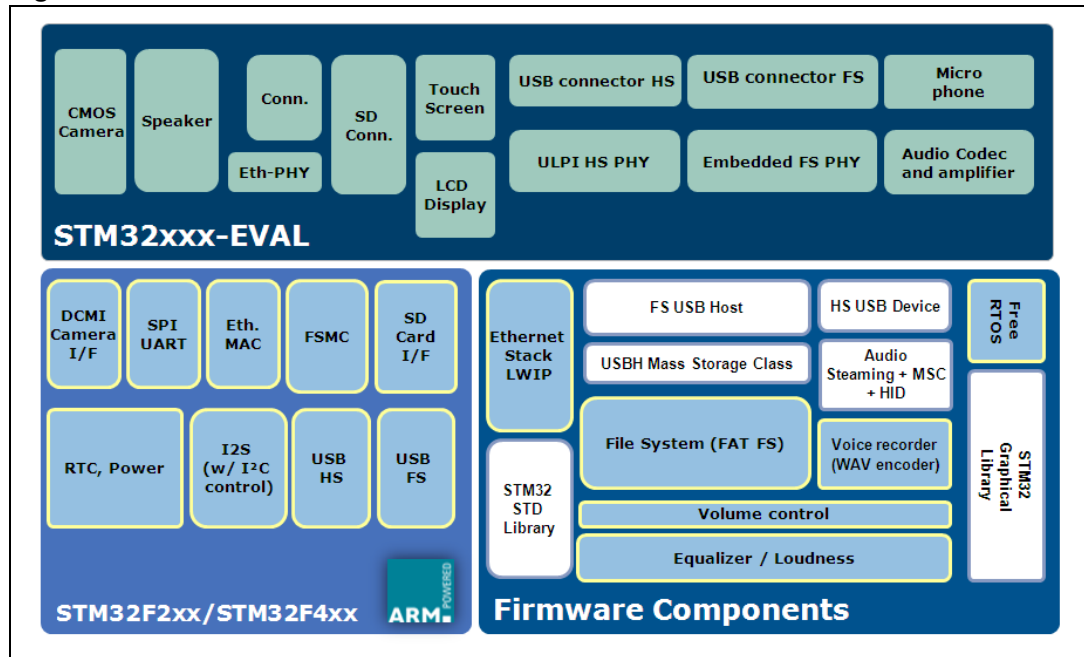 CMOS
Camera
Speaker
Conn.
Eth-PHY
SD
Conn.
Touch
Screen
LCD
Display
USB connector HS
USB connector FS
Micro
phone
ULPI HS PHY
Embedded FS PHY
Audio Codec
and amplifier
STM32xxx-EVAL
DCMI
Camera
I/F
SPI
UART
Eth.
MAC
FSMC
SD
Card
I/F
RTC, Power
I2S
(w/ I²C
control)
USB
HS
USB
FS
STM32F2xx/STM32F4xx
ARM
POWERED
Ethernet
Stack
LWIP
FS USB Host
HS USB Device
Free
RTOS
USBH Mass Storage Class
Audio
Steaming + MSC
+ HID
File System (FAT FS)
Voice recorder
(WAV encoder)
STM32
STD
Library
Volume control
Equalizer / Loudness
STM32
Graphical
Library
Firmware Components